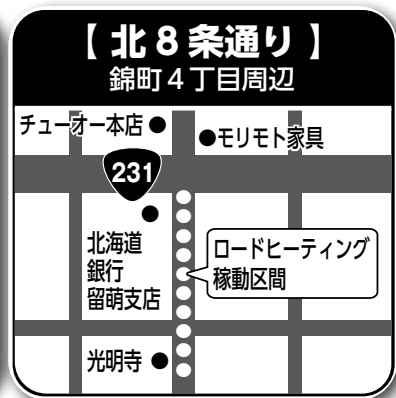 【 北8条通り 】
錦町4丁目周辺
チューオー本店
モリモト家具
231
北海道
銀行
留萌支店
ロードヒーティング
稼動区間
光明寺